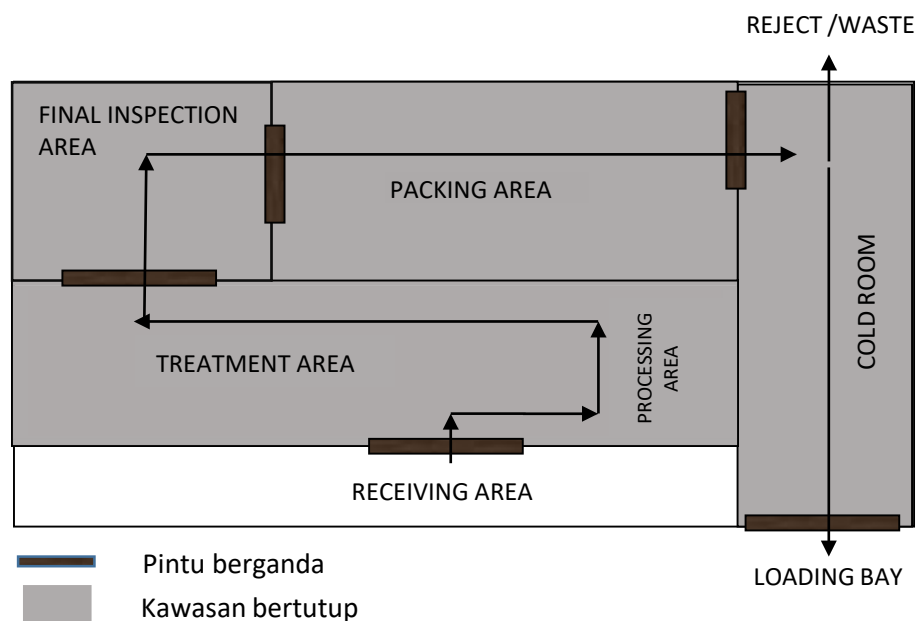 REJECT /WASTE
FINAL INSPECTION
AREA
PACKING AREA
COLD ROOM
PROCESSING
AREA
TREATMENT AREA
RECEIVING AREA
LOADING BAY
Pintu berganda
Kawasan bertutup